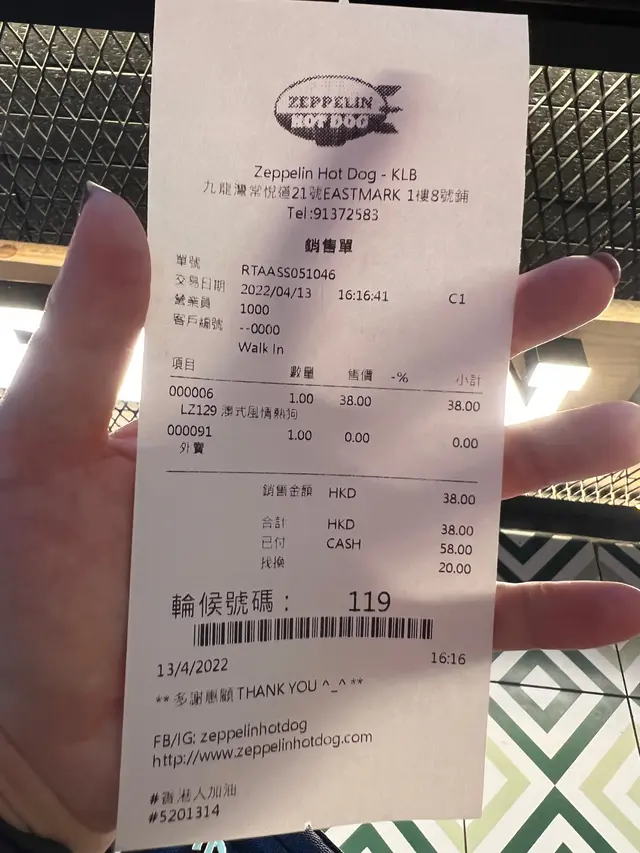 ZEPPELIN
HOT DOG
Zeppelin Hot Dog - KLB
九龍灣常悅道21號EASTMARK 1樓8號鋪
Tel:91372583
銷售單
單號 RTAASS051046
交易日期 2022/04/13 16:16:41 C1
營業員 1000
客戶編號 --0000
Walk In
項目 數量 售價 -% 小計
000006 1.00 38.00 38.00
LZ129 澳式風情熱狗
000091 1.00 0.00 0.00
外賣
銷售金額 HKD 38.00
合計 HKD 38.00
已付 CASH 58.00
找換 20.00
輪候號碼： 119
13/4/2022 16:16
** 多謝惠顧 THANK YOU ^_^ **
FB/IG: zeppelinhotdog
http://www.zeppelinhotdog.com
#香港人加油
#5201314